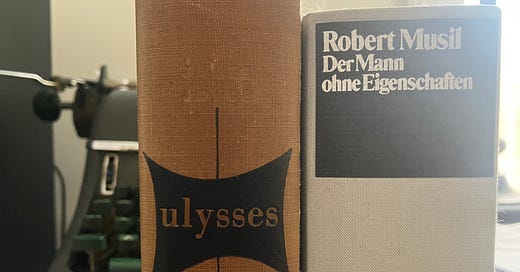 ulysses
Robert Musil
Der Mann
ohne Eigenschaften